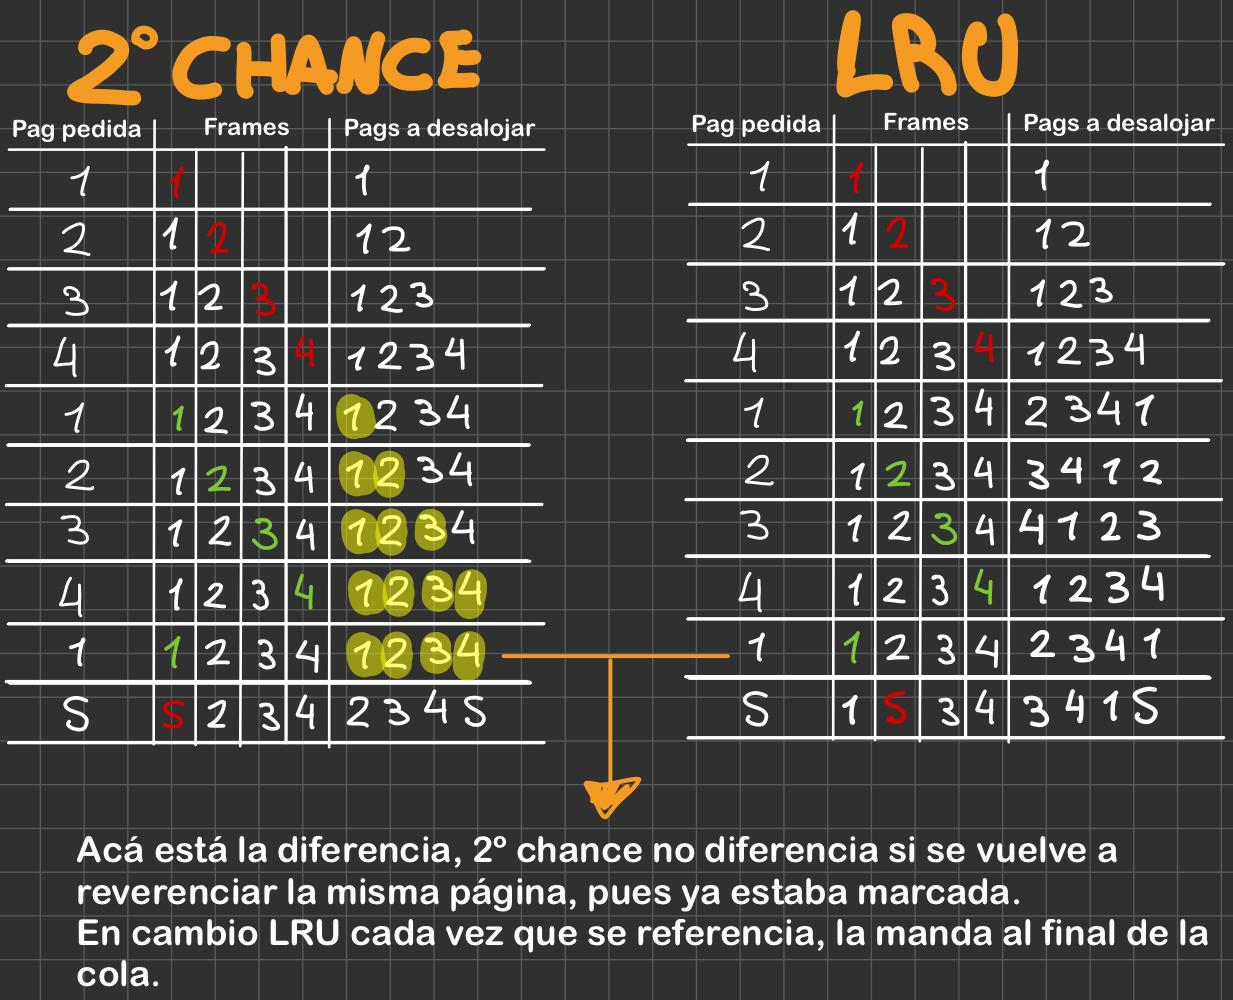 2º CHANCE LRU
Pag pedida Frames Pags a desalojar Pag pedida Frames Pags a desalojar
1 1 1 1 1 1
2 1 2 1 2 2 1 2 1 2
3 1 2 3 1 2 3 3 1 2 3 1 2 3
4 1 2 3 4 1 2 3 4 4 1 2 3 4 1 2 3 4
1 1 2 3 4 1 2 3 4 1 1 2 3 4 2 3 4 1
2 1 2 3 4 1 2 3 4 2 1 2 3 4 3 4 1 2
3 1 2 3 4 1 2 3 4 3 1 2 3 4 4 1 2 3
4 1 2 3 4 1 2 3 4 4 1 2 3 4 1 2 3 4
1 1 2 3 4 1 2 3 4 1 1 2 3 4 2 3 4 1
5 5 2 3 4 2 3 4 5 5 1 5 3 4 3 4 1 5
Acá está la diferencia, 2º chance no diferencia si se vuelve a
reverenciar la misma página, pues ya estaba marcada.
En cambio LRU cada vez que se referencia, la manda al final de la
cola.